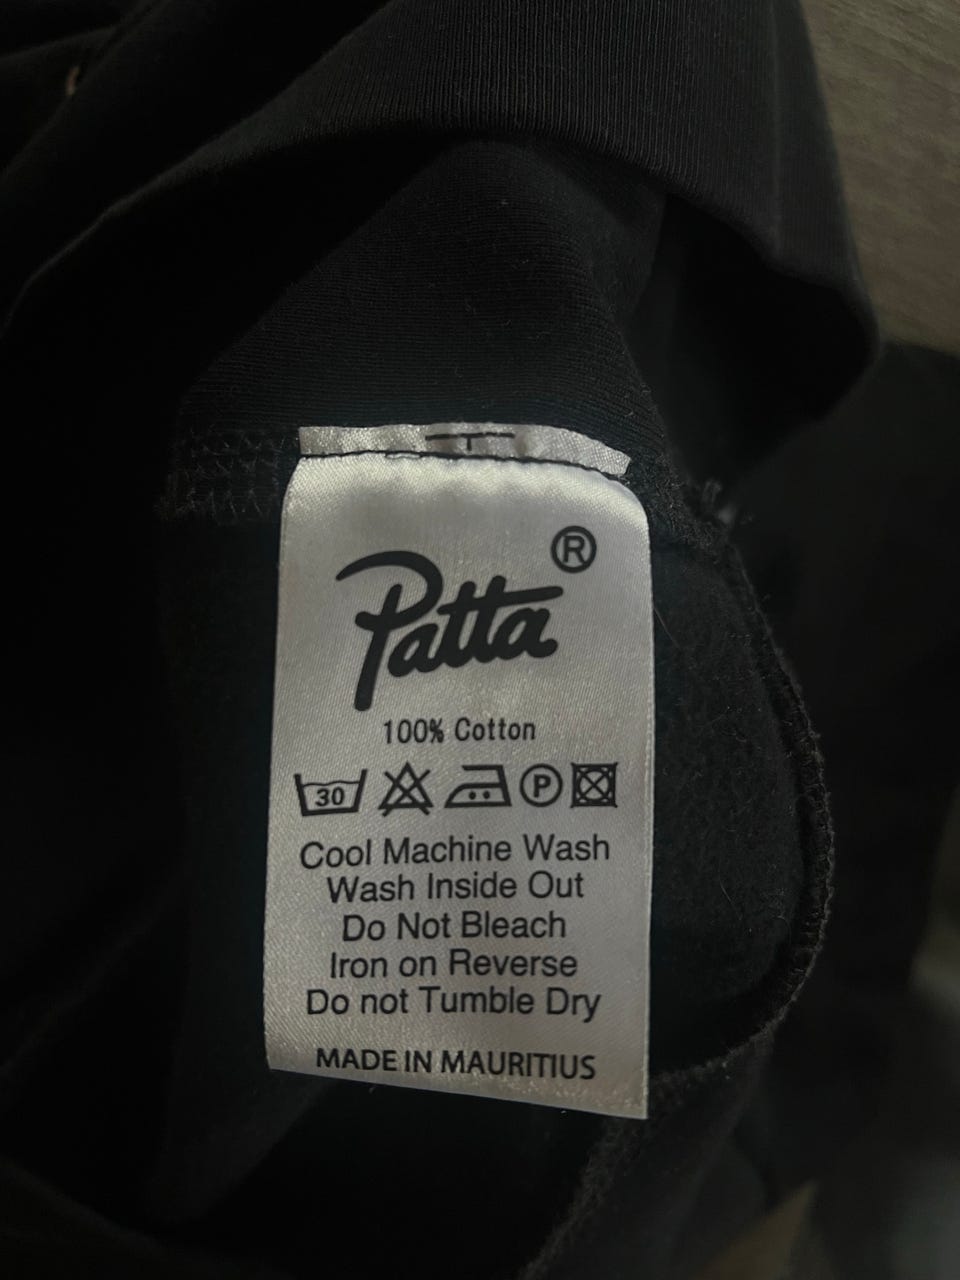 Patta®
100% Cotton
30 P
Cool Machine Wash
Wash Inside Out
Do Not Bleach
Iron on Reverse
Do not Tumble Dry
MADE IN MAURITIUS